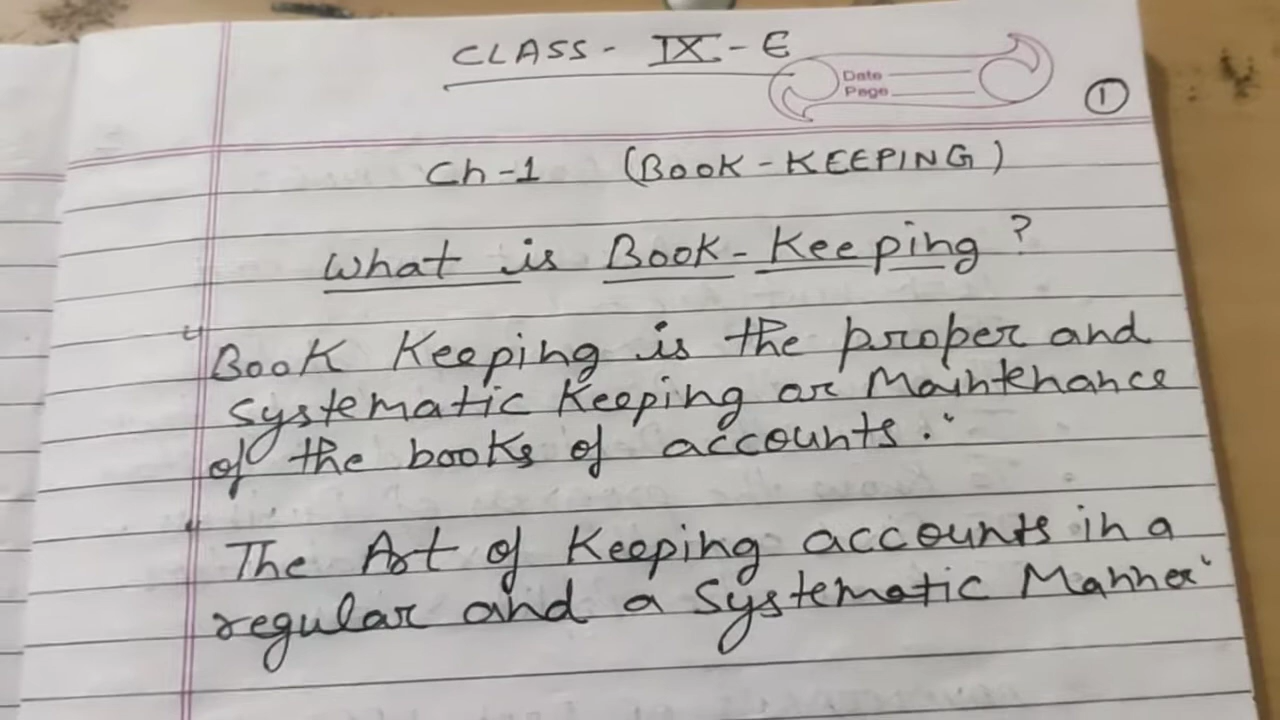 CLASS - IX - E
Date
Page
1
Ch-1 (BOOK-KEEPING)
What is Book-Keeping?
"Book Keeping is the proper and
systematic Keeping or Maintenance
of the books of accounts."
"The Art of Keeping accounts in a
regular and a Systematic Manner"